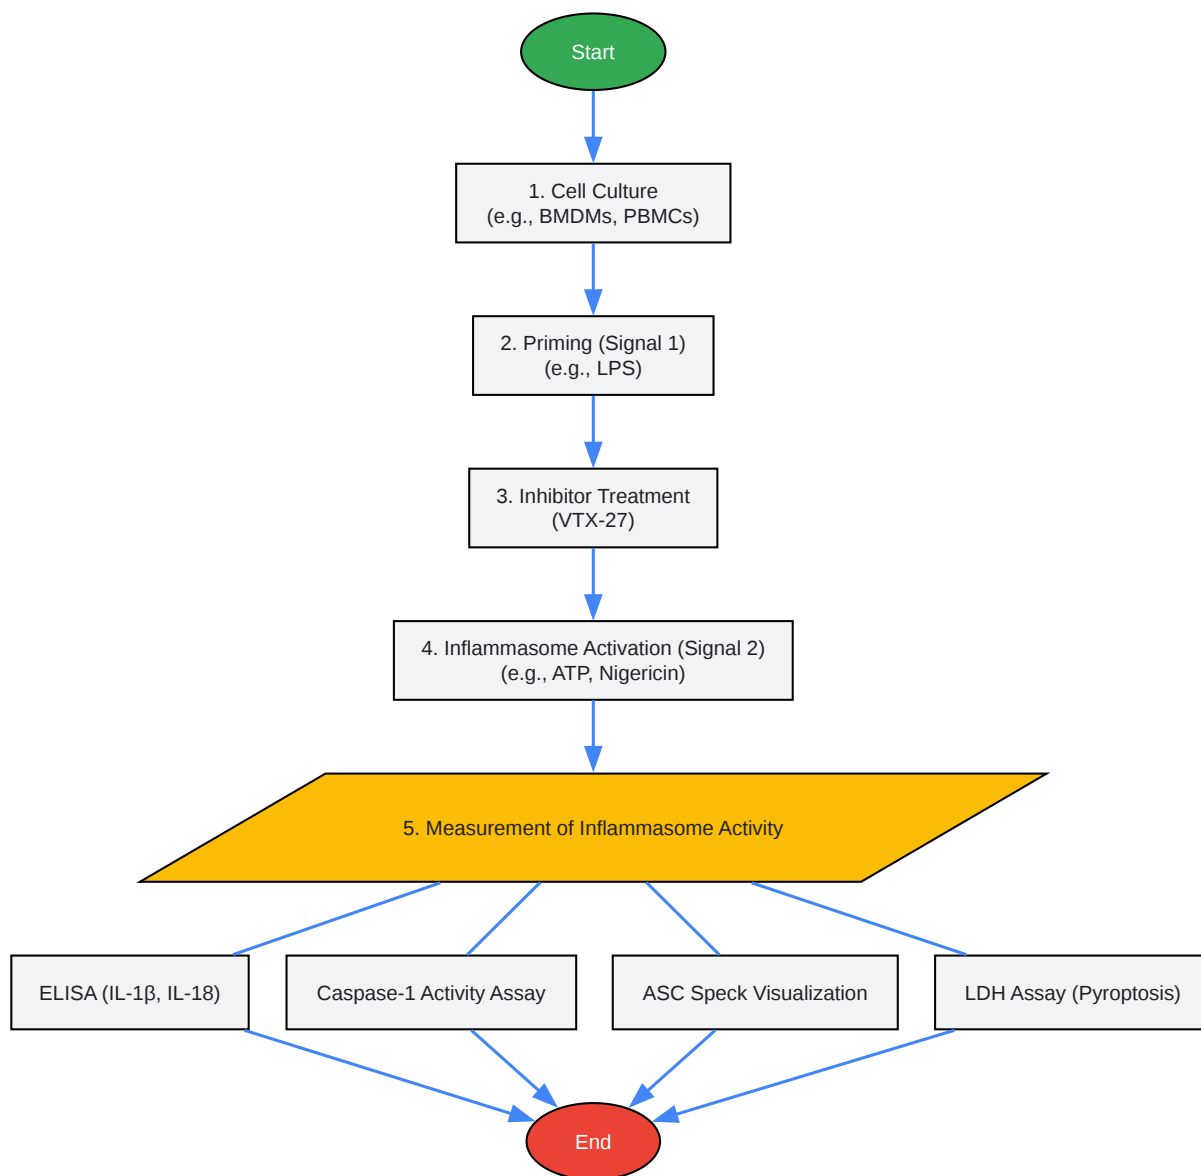 Start
1. Cell Culture
(e.g., BMDMs, PBMCs)
2. Priming (Signal 1)
(e.g., LPS)
3. Inhibitor Treatment
(VTX-27)
4. Inflammasome Activation (Signal 2)
(e.g., ATP, Nigericin)
5. Measurement of Inflammasome Activity
ELISA (IL-1β, IL-18)
Caspase-1 Activity Assay
ASC Speck Visualization
LDH Assay (Pyroptosis)
End